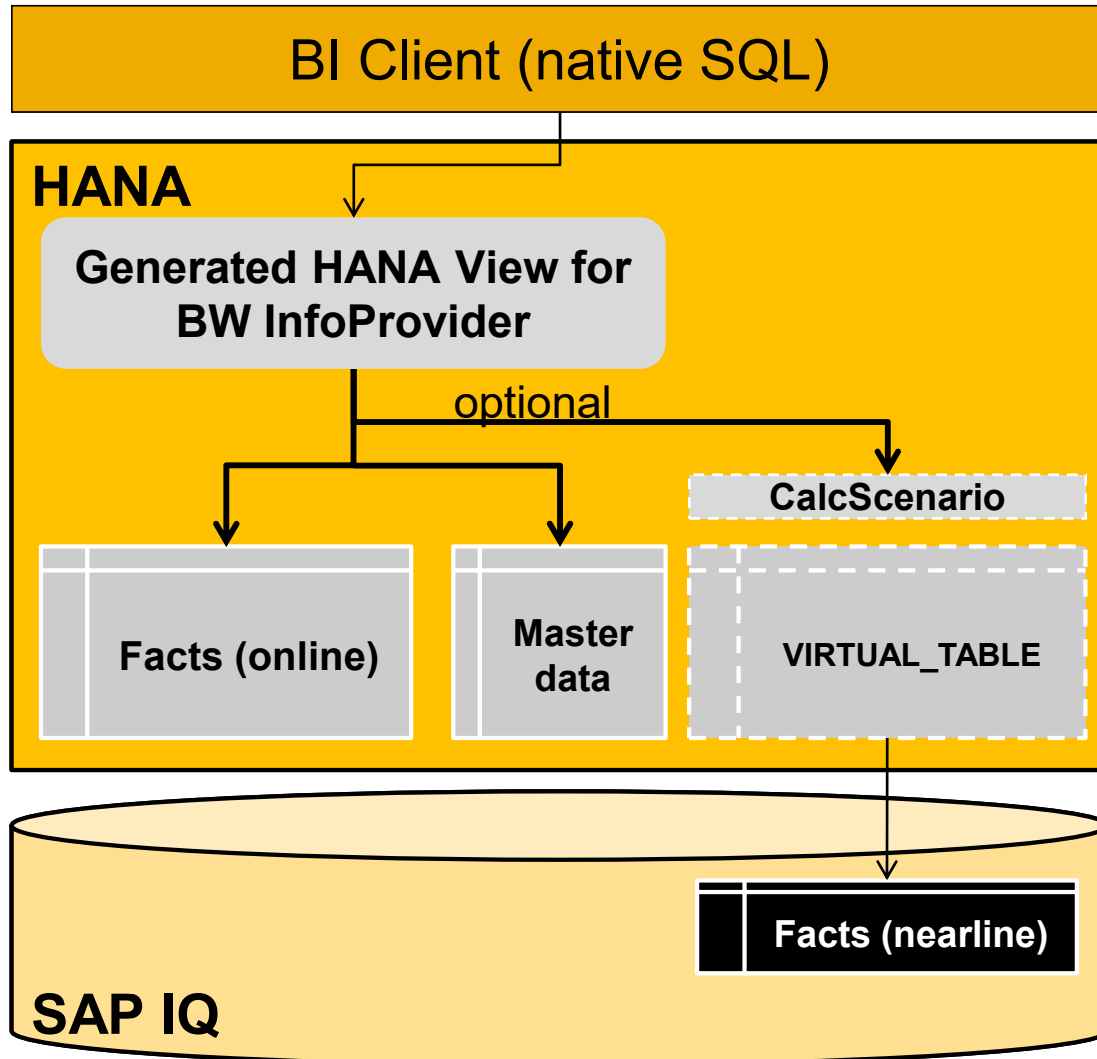 BI Client (native SQL)
HANA
Generated HANA View for
BW InfoProvider
optional
CalcScenario
Facts (online)
Master
data
VIRTUAL_TABLE
Facts (nearline)
SAP IQ